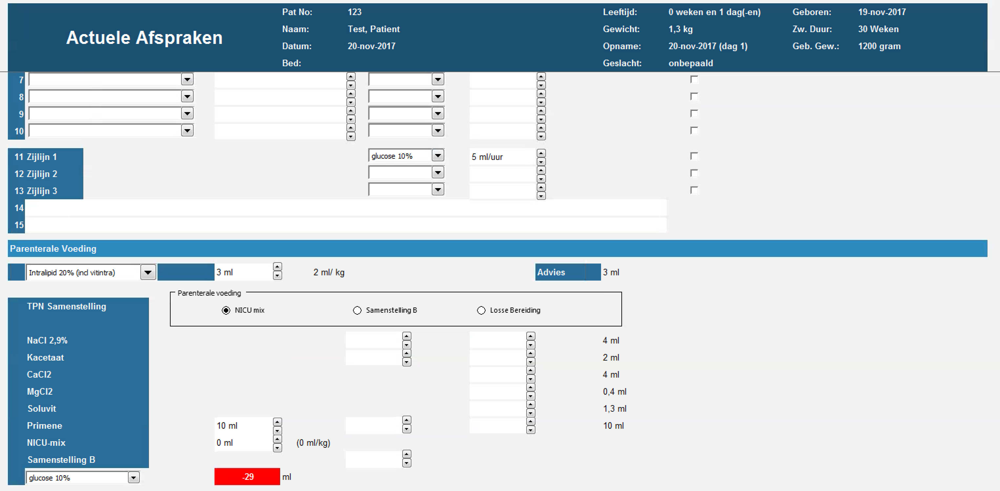 Actuele Afspraken
Pat No: 123
Naam: Test, Patient
Datum: 20-nov-2017
Bed:
Leeftijd: 0 weken en 1 dag(-en)
Gewicht: 1,3 kg
Opname: 20-nov-2017 (dag 1)
Geslacht: onbepaald
Geboren: 19-nov-2017
Zw. Duur: 30 Weken
Geb. Gew.: 1200 gram
7
8
9
10
11 Zijlijn 1 glucose 10% 5 ml/uur
12 Zijlijn 2
13 Zijlijn 3
14
15
Parenterale Voeding
Intralipid 20% (incl vitintra) 3 ml 2 ml/ kg Advies 3 ml
Parenterale voeding
TPN Samenstelling NICU mix Samenstelling B Losse Bereiding
NaCl 2,9% 4 ml
Kacetaat 2 ml
CaCl2 4 ml
MgCl2 0,4 ml
Soluvit 1,3 ml
Primene 10 ml 10 ml
NICU-mix 0 ml (0 ml/kg)
Samenstelling B
glucose 10% -29 ml